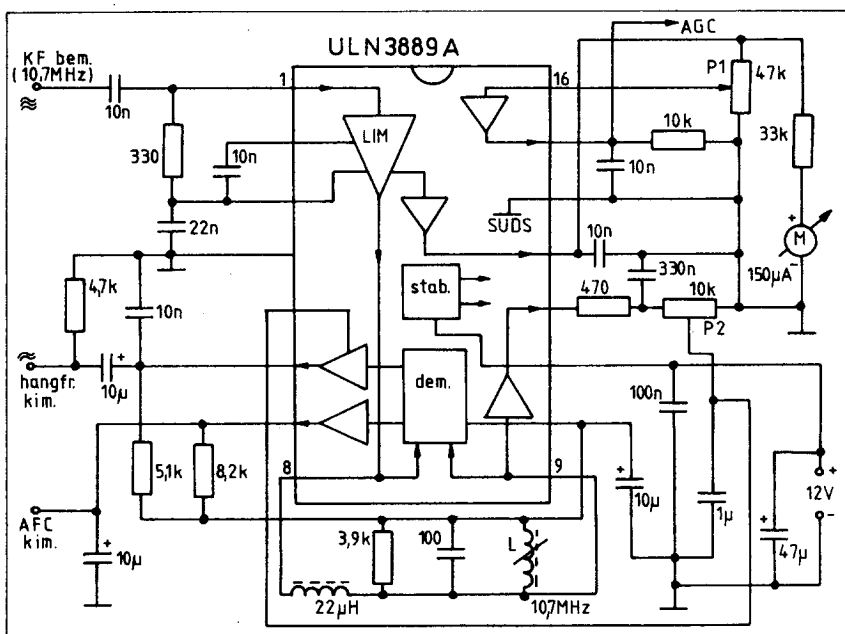 ULN3889A
KF bem.
(10,7MHz)
10n
1
330
10n
LIM
22n
16
AGC
P1
47k
10k
33k
10n
SUDS
10n
M
150μA
+
-
stab.
330n
470
10k
P2
4,7k
10n
10μ
+
hangfr.
kim.
dem.
100n
5,1k
8,2k
8
9
+
10μ
1μ
+
12V
-
+
47μ
AFC
kim.
10μ
+
3,9k
100
L
22μH
10,7MHz